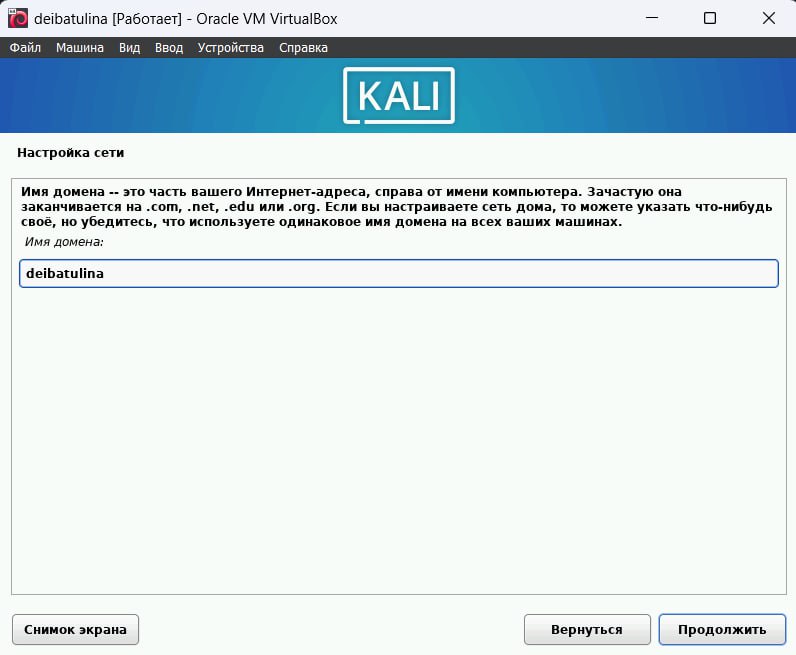 deibatulina [Работает] - Oracle VM VirtualBox
Файл Машина Вид Ввод Устройства Справка
KALI
Настройка сети
Имя домена -- это часть вашего Интернет-адреса, справа от имени компьютера. Зачастую она
заканчивается на .com, .net, .edu или .org. Если вы настраиваете сеть дома, то можете указать что-нибудь
своё, но убедитесь, что используете одинаковое имя домена на всех ваших машинах.
Имя домена:
deibatulina
Снимок экрана Вернуться Продолжить